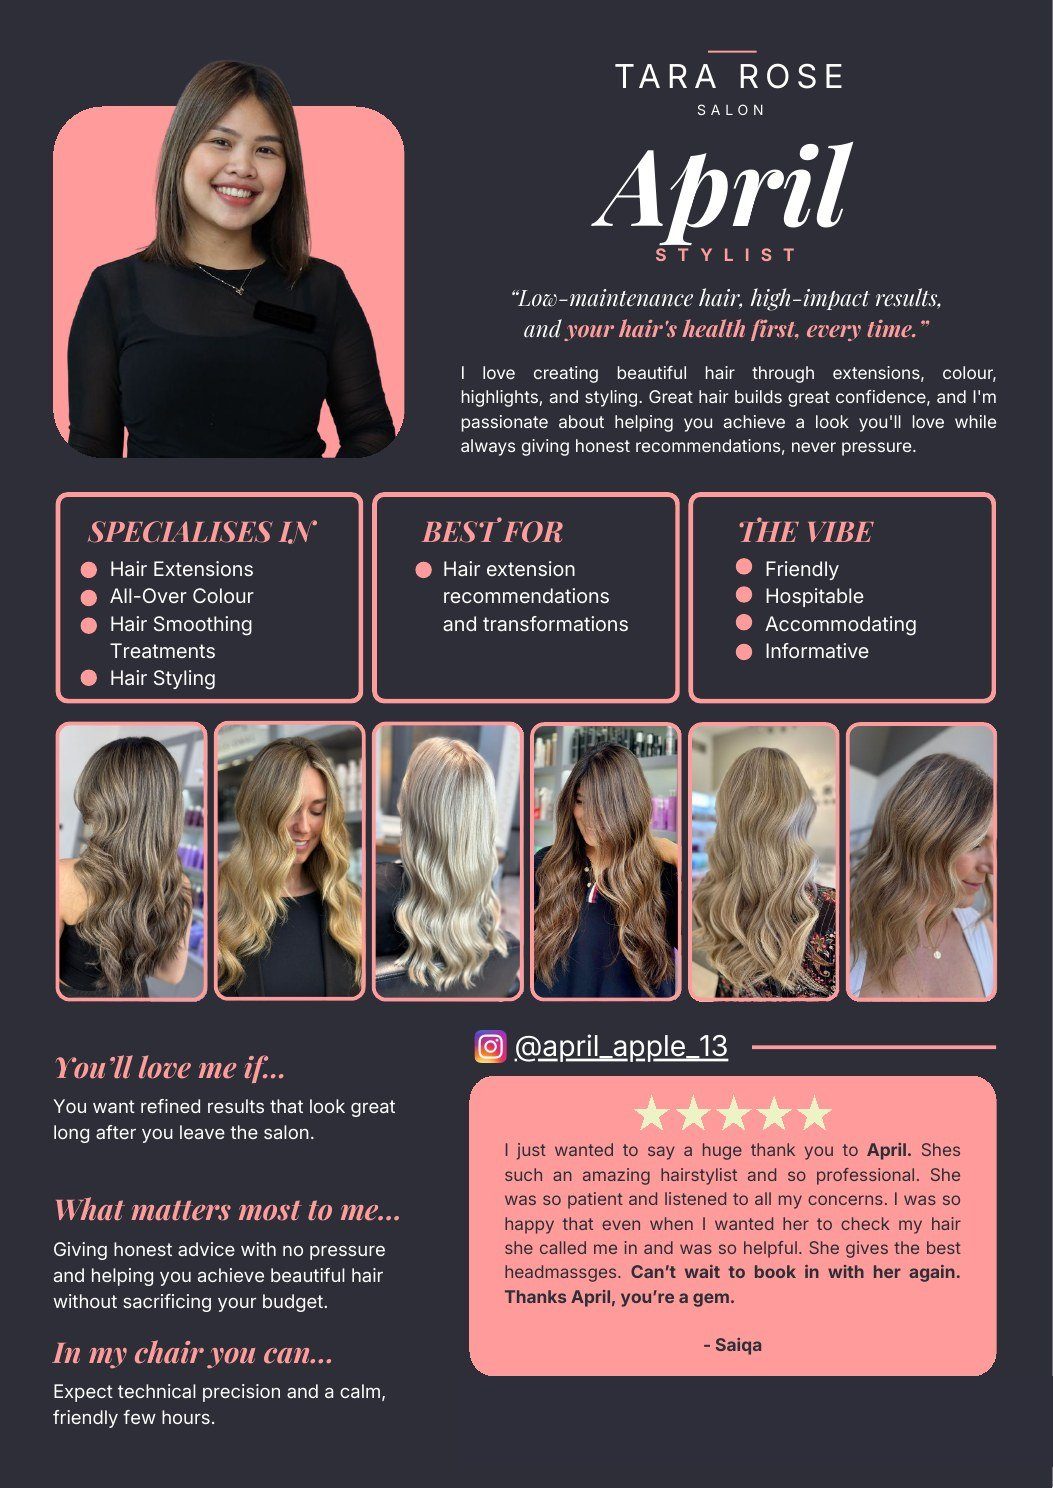 TARA ROSE
SALON
April
STYLIST
“Low-maintenance hair, high-impact results,
and your hair's health first, every time.”
I love creating beautiful hair through extensions, colour,
highlights, and styling. Great hair builds great confidence, and I'm
passionate about helping you achieve a look you'll love while
always giving honest recommendations, never pressure.
SPECIALISES IN
Hair Extensions
All-Over Colour
Hair Smoothing
Treatments
Hair Styling
BEST FOR
Hair extension
recommendations
and transformations
THE VIBE
Friendly
Hospitable
Accommodating
Informative
You’ll love me if...
You want refined results that look great
long after you leave the salon.
What matters most to me...
Giving honest advice with no pressure
and helping you achieve beautiful hair
without sacrificing your budget.
In my chair you can...
Expect technical precision and a calm,
friendly few hours.
@april_apple_13
I just wanted to say a huge thank you to April. Shes
such an amazing hairstylist and so professional. She
was so patient and listened to all my concerns. I was so
happy that even when I wanted her to check my hair
she called me in and was so helpful. She gives the best
headmassges. Can’t wait to book in with her again.
Thanks April, you’re a gem.
- Saiqa